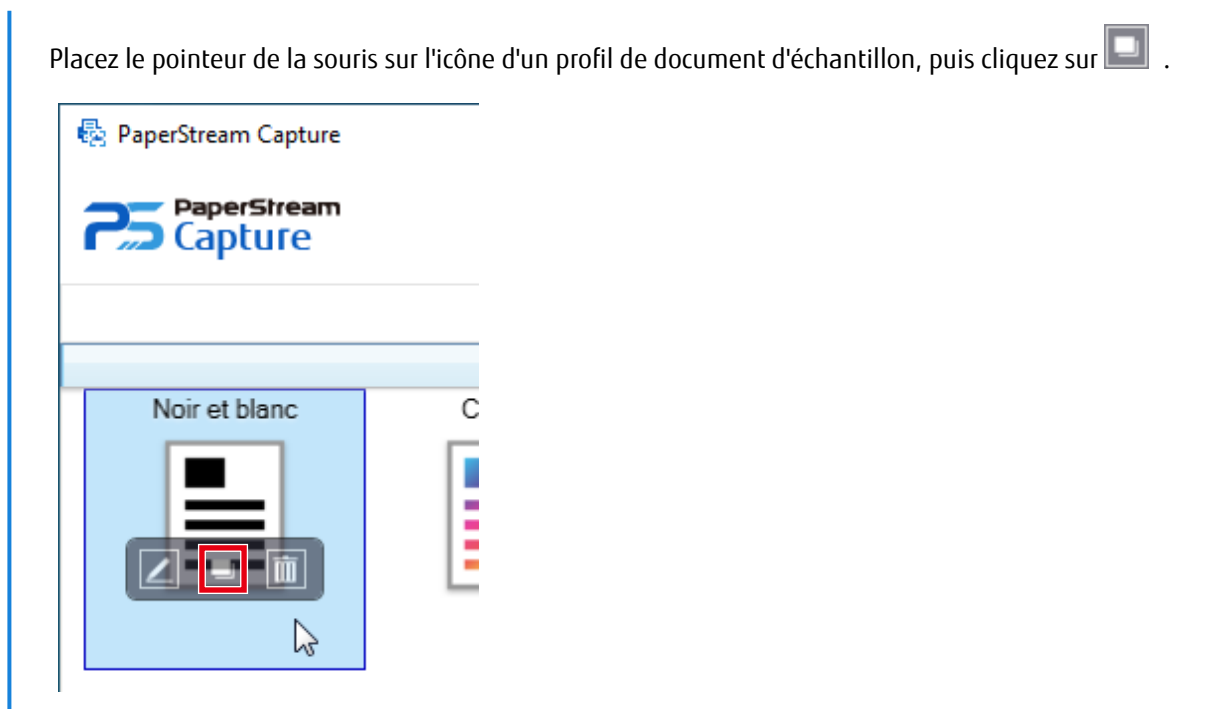 Placez le pointeur de la souris sur l'icône d'un profil de document d'échantillon, puis cliquez sur .
PaperStream Capture
PaperStream
Capture
Noir et blanc C